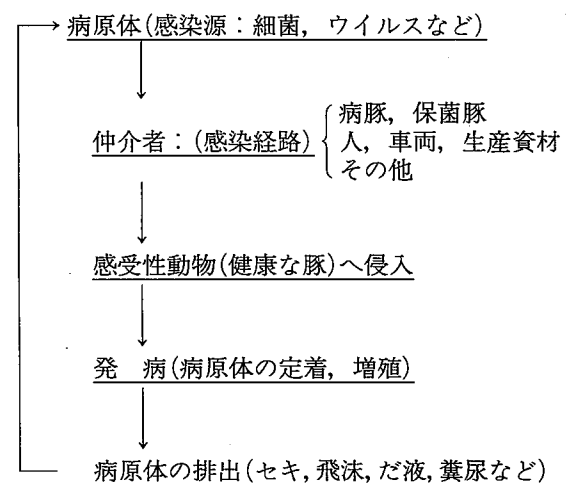 病原体(感染源：細菌，ウイルスなど)
病豚，保菌豚
仲介者：(感染経路)
人，車両，生産資材
その他
感受性動物(健康な豚)へ侵入
発　病(病原体の定着，増殖)
病原体の排出(セキ，飛沫，だ液，糞尿など)